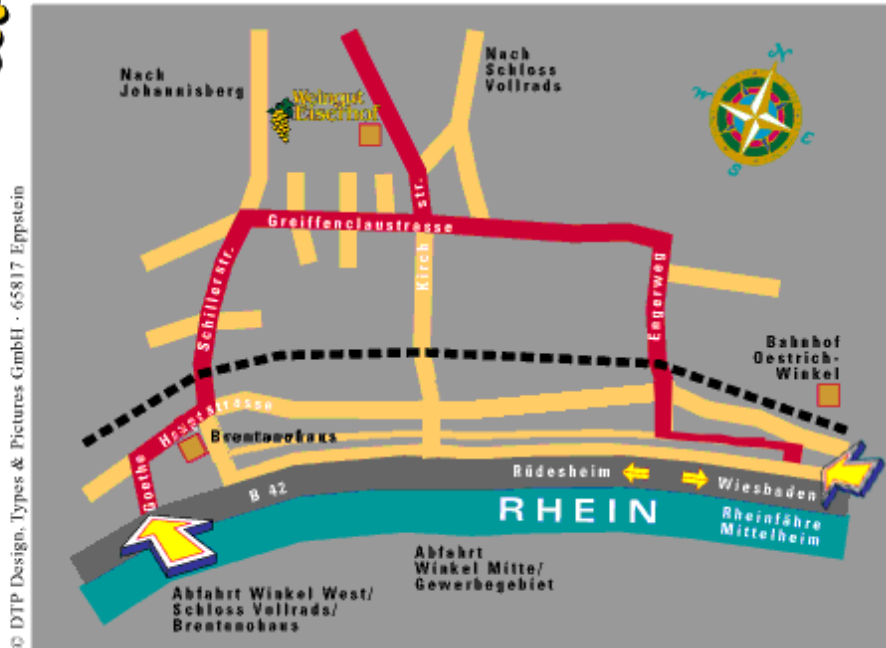 Nach
Johannisberg
Nach
Schloss
Vollrads
Weingut
N
W
E
S
Greiffenclaustrasse
Kirch
str.
Schillerstr.
Engerweg
Bahnhof
Oestrich-
Winkel
Hauptstrasse
Brentanohaus
Goethe
B 42
Rüdesheim
Wiesbaden
RHEIN
Rheinfähre
Mittelheim
Abfahrt
Winkel Mitte/
Gewerbegebiet
Abfahrt Winkel West/
Schloss Vollrads/
Brentanohaus
© DTP Design, Types & Pictures GmbH · 65817 Eppstein